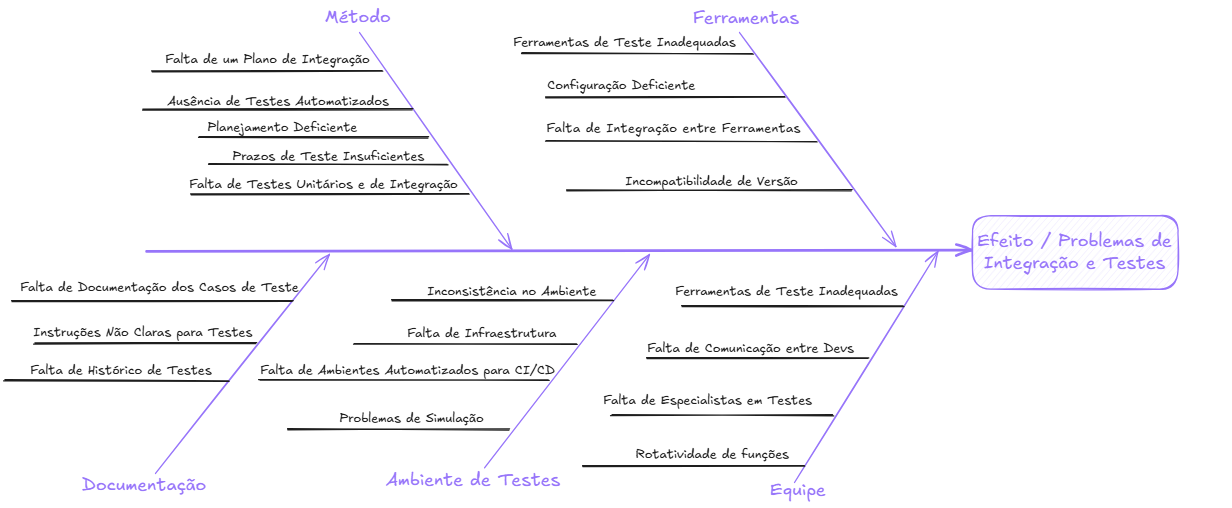 Método
Falta de um Plano de Integração
Ausência de Testes Automatizados
Planejamento Deficiente
Prazos de Teste Insuficientes
Falta de Testes Unitários e de Integração
Ferramentas
Ferramentas de Teste Inadequadas
Configuração Deficiente
Falta de Integração entre Ferramentas
Incompatibilidade de Versão
Efeito / Problemas de
Integração e Testes
Falta de Documentação dos Casos de Teste
Instruções Não Claras para Testes
Falta de Histórico de Testes
Documentação
Inconsistência no Ambiente
Falta de Infraestrutura
Falta de Ambientes Automatizados para CI/CD
Problemas de Simulação
Ambiente de Testes
Ferramentas de Teste Inadequadas
Falta de Comunicação entre Devs
Falta de Especialistas em Testes
Rotatividade de funções
Equipe